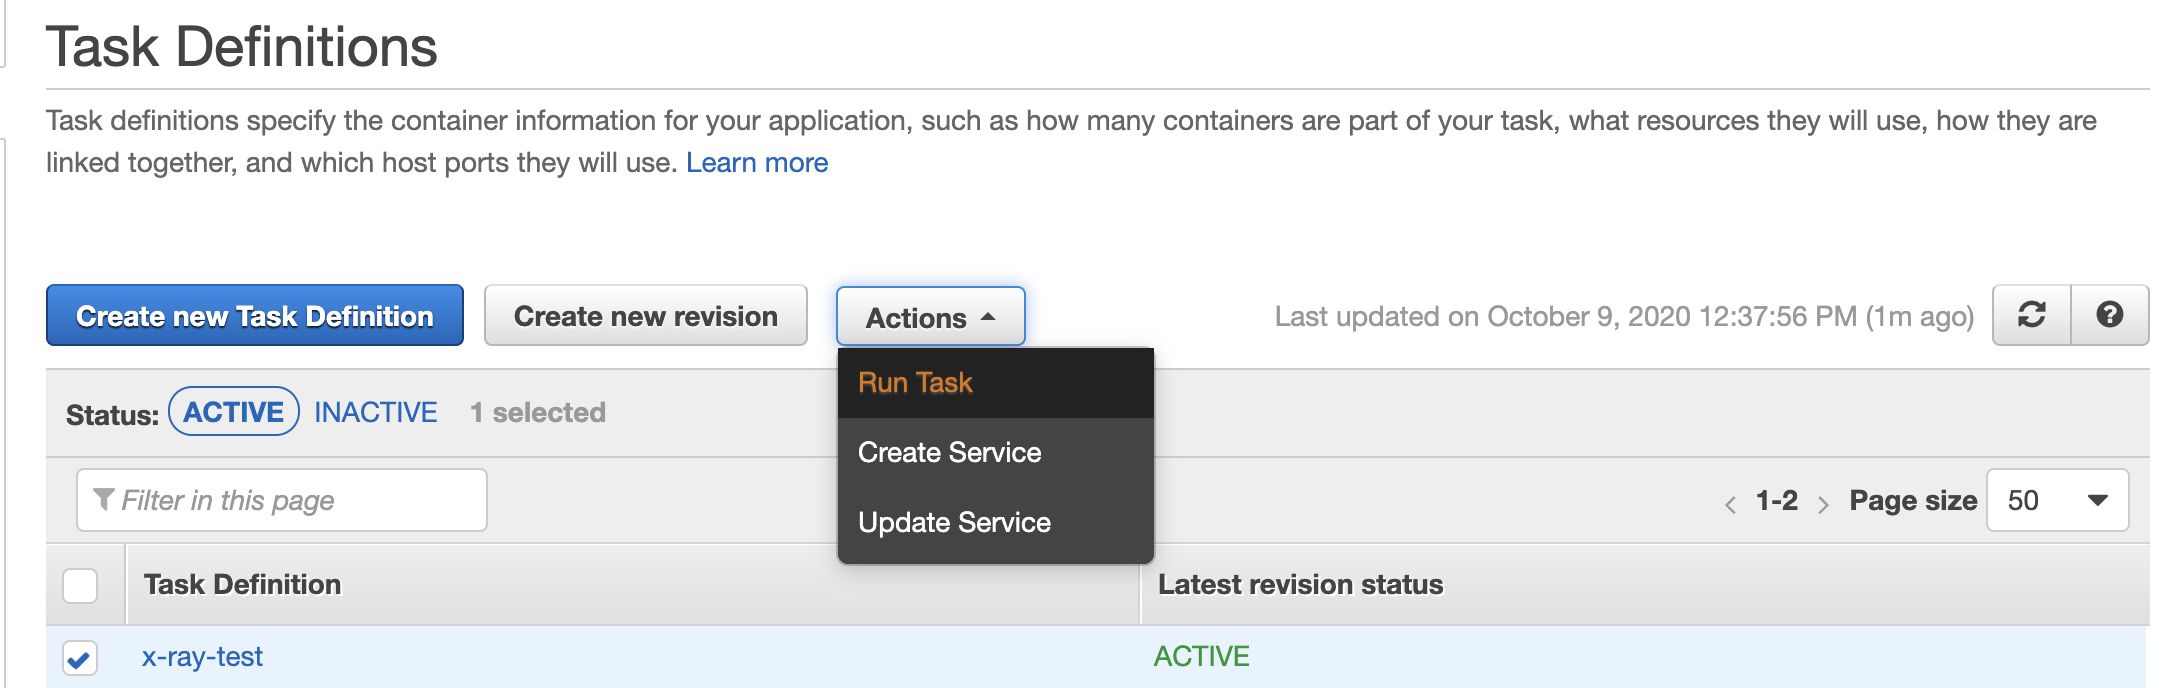 Task Definitions
Task definitions specify the container information for your application, such as how many containers are part of your task, what resources they will use, how they are
linked together, and which host ports they will use. Learn more
Create new Task Definition Create new revision Actions Last updated on October 9, 2020 12:37:56 PM (1m ago)
Run Task
Status: ACTIVE INACTIVE 1 selected
Create Service
Filter in this page 1-2 Page size 50
Update Service
Task Definition Latest revision status
x-ray-test ACTIVE